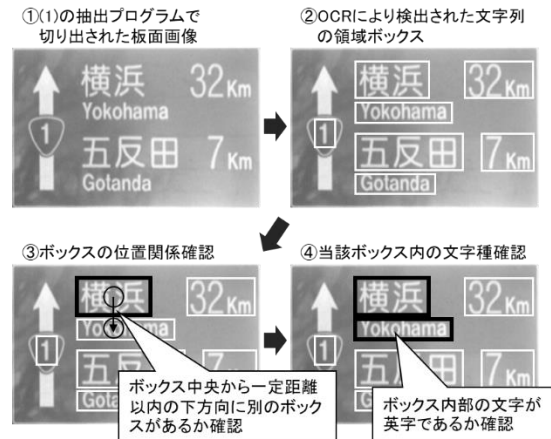 ①(1)の抽出プログラムで
切り出された板面画像
横浜 32Km
Yokohama
1
五反田 7Km
Gotanda
②OCRにより検出された文字列
の領域ボックス
横浜 32Km
Yokohama
1
五反田 7Km
Gotanda
③ボックスの位置関係確認
横浜 32Km
Yokohama
1
ボックス中央から一定距離
以内の下方向に別のボック
スがあるか確認
④当該ボックス内の文字種確認
横浜 32Km
Yokohama
1
ボックス内部の文字が
英字であるか確認